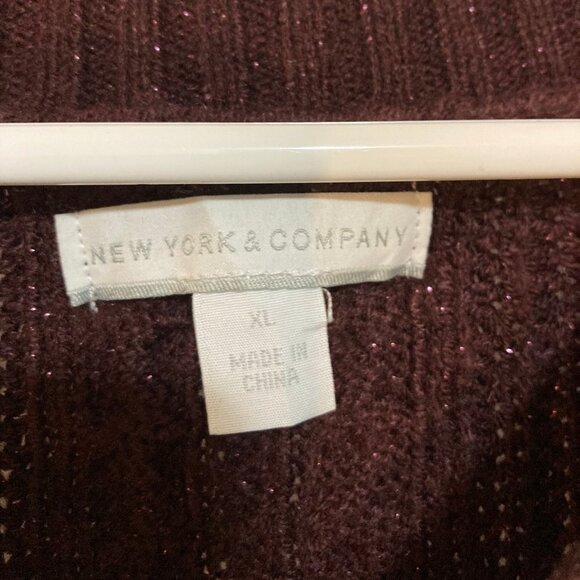 NEW YORK & COMPANY
XL
MADE IN
CHINA